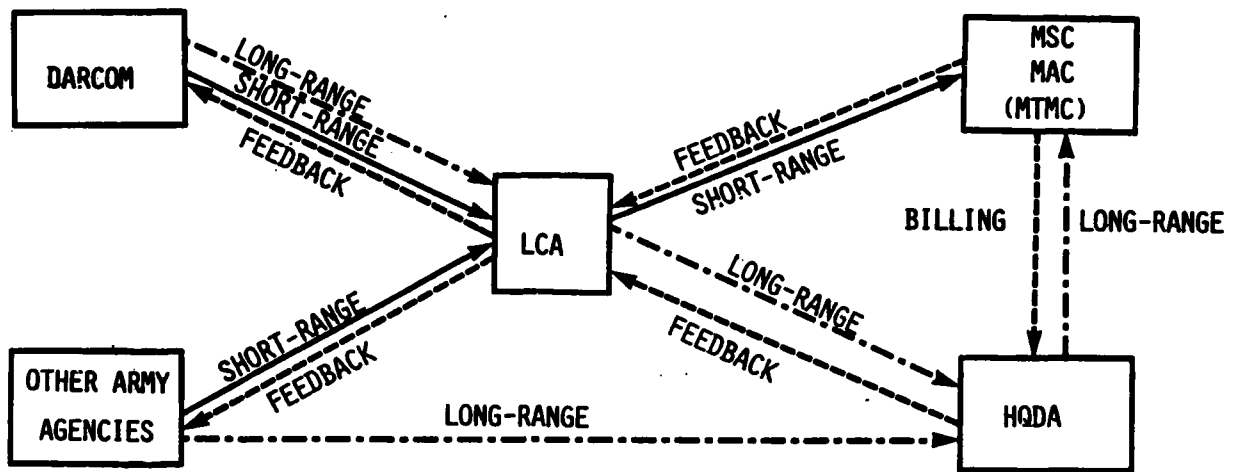 DARCOM
LONG-RANGE
SHORT-RANGE
FEEDBACK
MSC
MAC
(MTMC)
FEEDBACK
SHORT-RANGE
BILLING
LONG-RANGE
LCA
LONG-RANGE
FEEDBACK
SHORT-RANGE
FEEDBACK
OTHER ARMY
AGENCIES
LONG-RANGE
HQDA